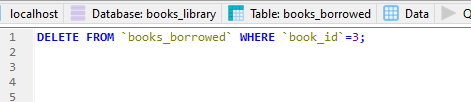 localhost Database: books_library Table: books_borrowed Data
1 DELETE FROM `books_borrowed` WHERE `book_id`=3;
2
3
4
5